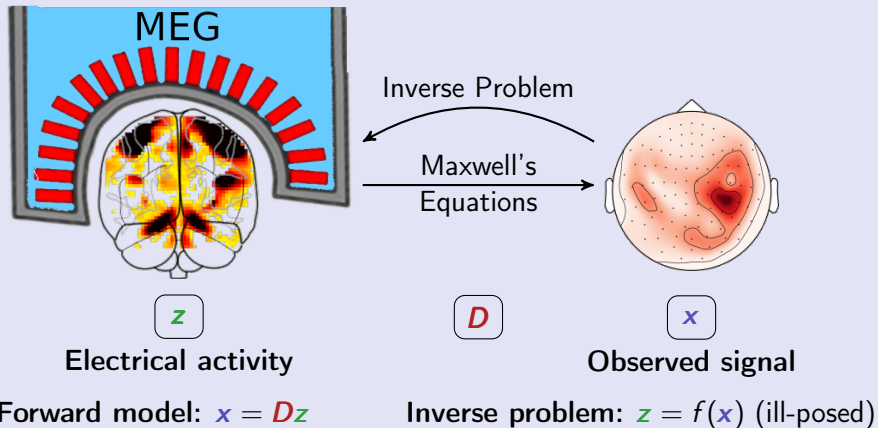 MEG
Inverse Problem
Maxwell's
Equations
z
D
x
Electrical activity
Observed signal
Forward model: x = Dz
Inverse problem: z = f(x) (ill-posed)